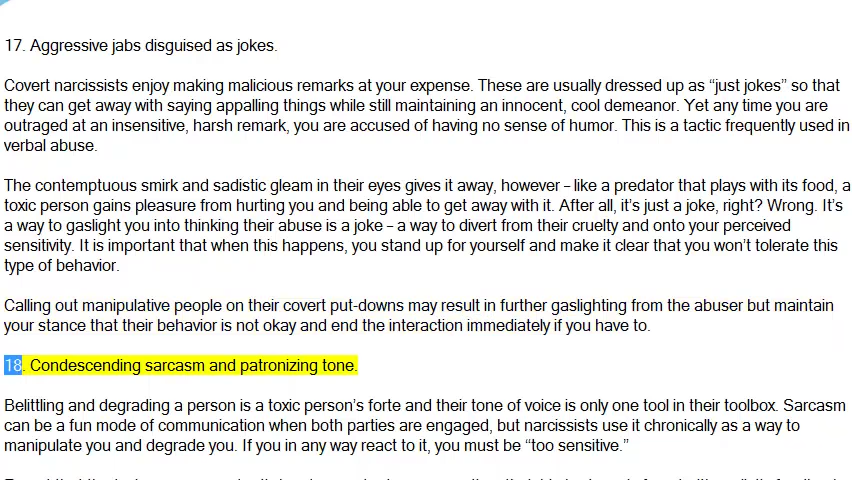 17. Aggressive jabs disguised as jokes.
Covert narcissists enjoy making malicious remarks at your expense. These are usually dressed up as “just jokes” so that
they can get away with saying appalling things while still maintaining an innocent, cool demeanor. Yet any time you are
outraged at an insensitive, harsh remark, you are accused of having no sense of humor. This is a tactic frequently used in
verbal abuse.
The contemptuous smirk and sadistic gleam in their eyes gives it away, however – like a predator that plays with its food, a
toxic person gains pleasure from hurting you and being able to get away with it. After all, it’s just a joke, right? Wrong. It’s
a way to gaslight you into thinking their abuse is a joke – a way to divert from their cruelty and onto your perceived
sensitivity. It is important that when this happens, you stand up for yourself and make it clear that you won’t tolerate this
type of behavior.
Calling out manipulative people on their covert put-downs may result in further gaslighting from the abuser but maintain
your stance that their behavior is not okay and end the interaction immediately if you have to.
18. Condescending sarcasm and patronizing tone.
Belittling and degrading a person is a toxic person’s forte and their tone of voice is only one tool in their toolbox. Sarcasm
can be a fun mode of communication when both parties are engaged, but narcissists use it chronically as a way to
manipulate you and degrade you. If you in any way react to it, you must be “too sensitive.”